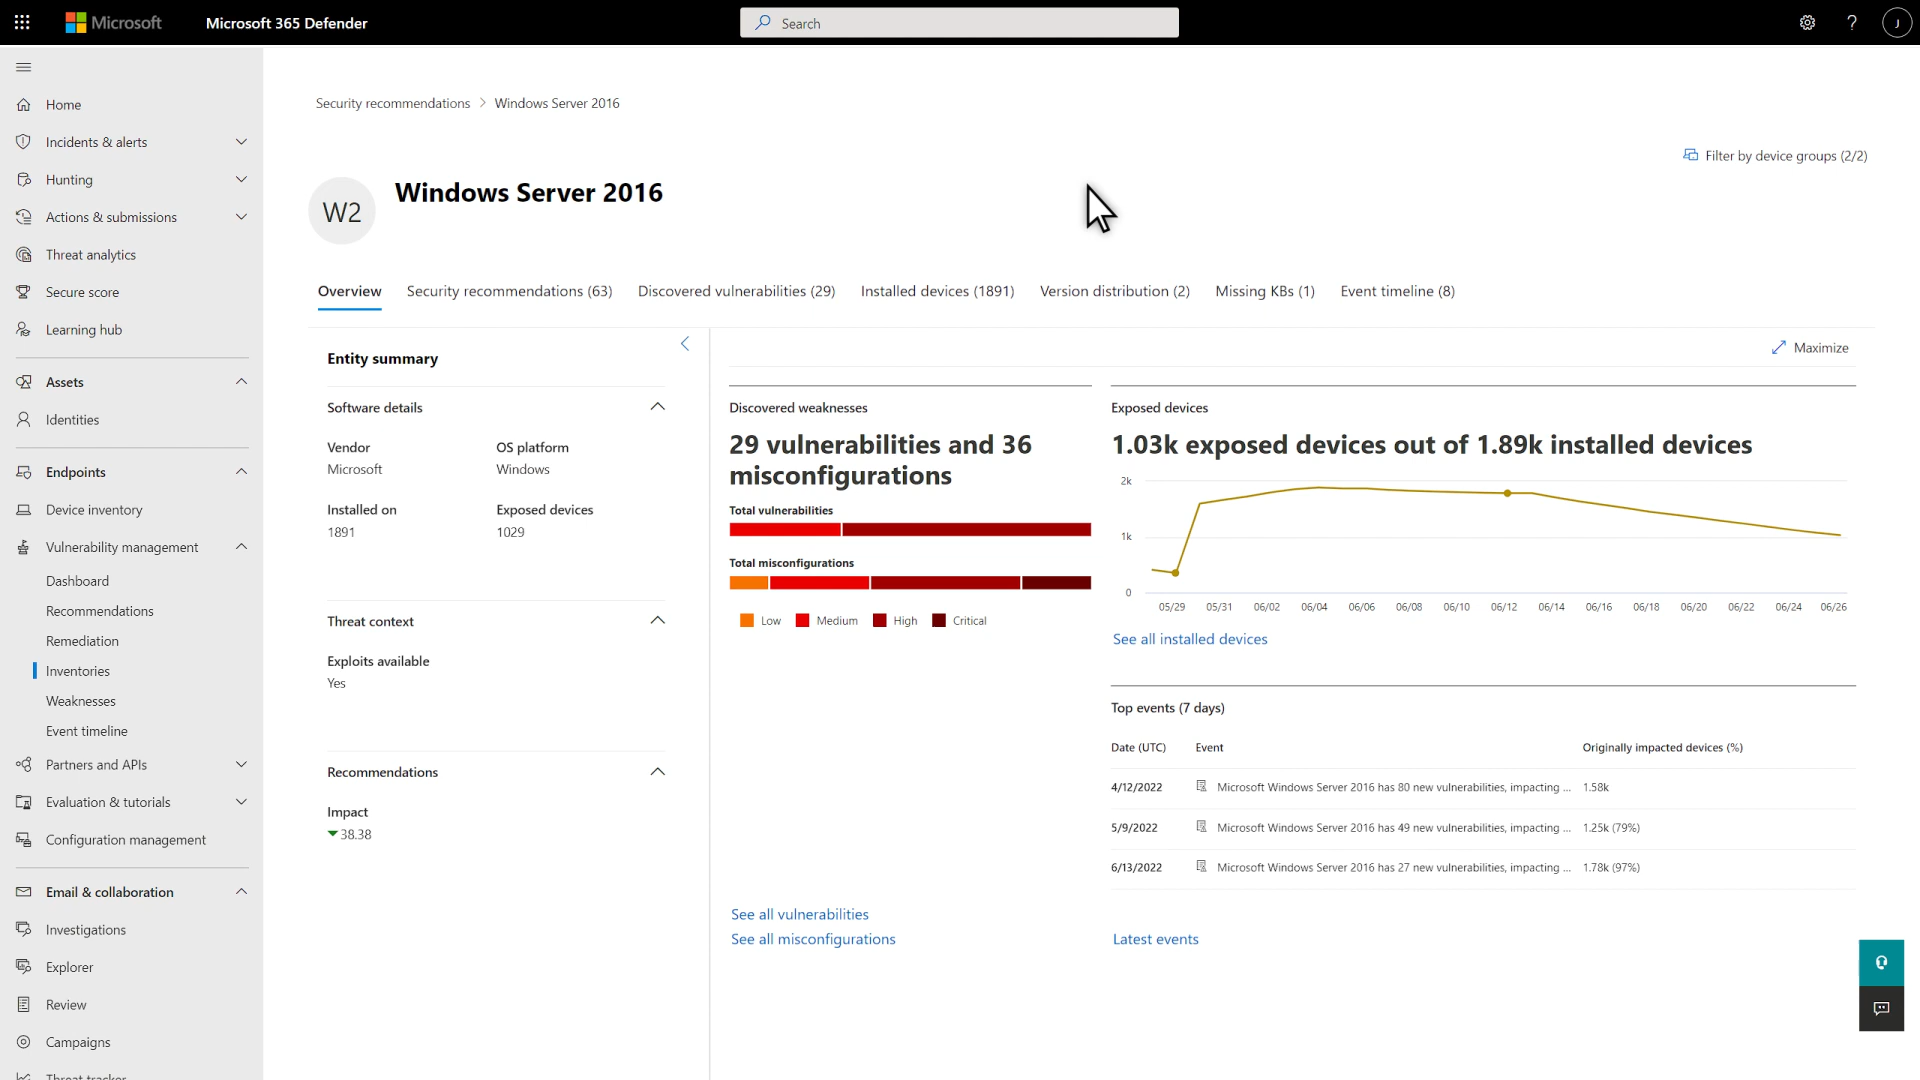 Microsoft
Microsoft 365 Defender
Search
?
J
Home
Incidents & alerts
Hunting
Actions & submissions
Threat analytics
Secure score
Learning hub
Assets
Identities
Endpoints
Device inventory
Vulnerability management
Dashboard
Recommendations
Remediation
Inventories
Weaknesses
Event timeline
Partners and APIs
Evaluation & tutorials
Configuration management
Email & collaboration
Investigations
Explorer
Review
Campaigns
Threat tracker
Security recommendations > Windows Server 2016
Filter by device groups (2/2)
W2
Windows Server 2016
Overview Security recommendations (63) Discovered vulnerabilities (29) Installed devices (1891) Version distribution (2) Missing KBs (1) Event timeline (8)
Entity summary
Software details
Vendor OS platform
Microsoft Windows
Installed on Exposed devices
1891 1029
Threat context
Exploits available
Yes
Recommendations
Impact
38.38
Maximize
Discovered weaknesses
29 vulnerabilities and 36
misconfigurations
Total vulnerabilities
Total misconfigurations
Low Medium High Critical
See all vulnerabilities
See all misconfigurations
Exposed devices
1.03k exposed devices out of 1.89k installed devices
2k
1k
0
05/29 05/31 06/02 06/04 06/06 06/08 06/10 06/12 06/14 06/16 06/18 06/20 06/22 06/24 06/26
See all installed devices
Top events (7 days)
Date (UTC) Event Originally impacted devices (%)
4/12/2022 Microsoft Windows Server 2016 has 80 new vulnerabilities, impacting ... 1.58k
5/9/2022 Microsoft Windows Server 2016 has 49 new vulnerabilities, impacting ... 1.25k (79%)
6/13/2022 Microsoft Windows Server 2016 has 27 new vulnerabilities, impacting ... 1.78k (97%)
Latest events